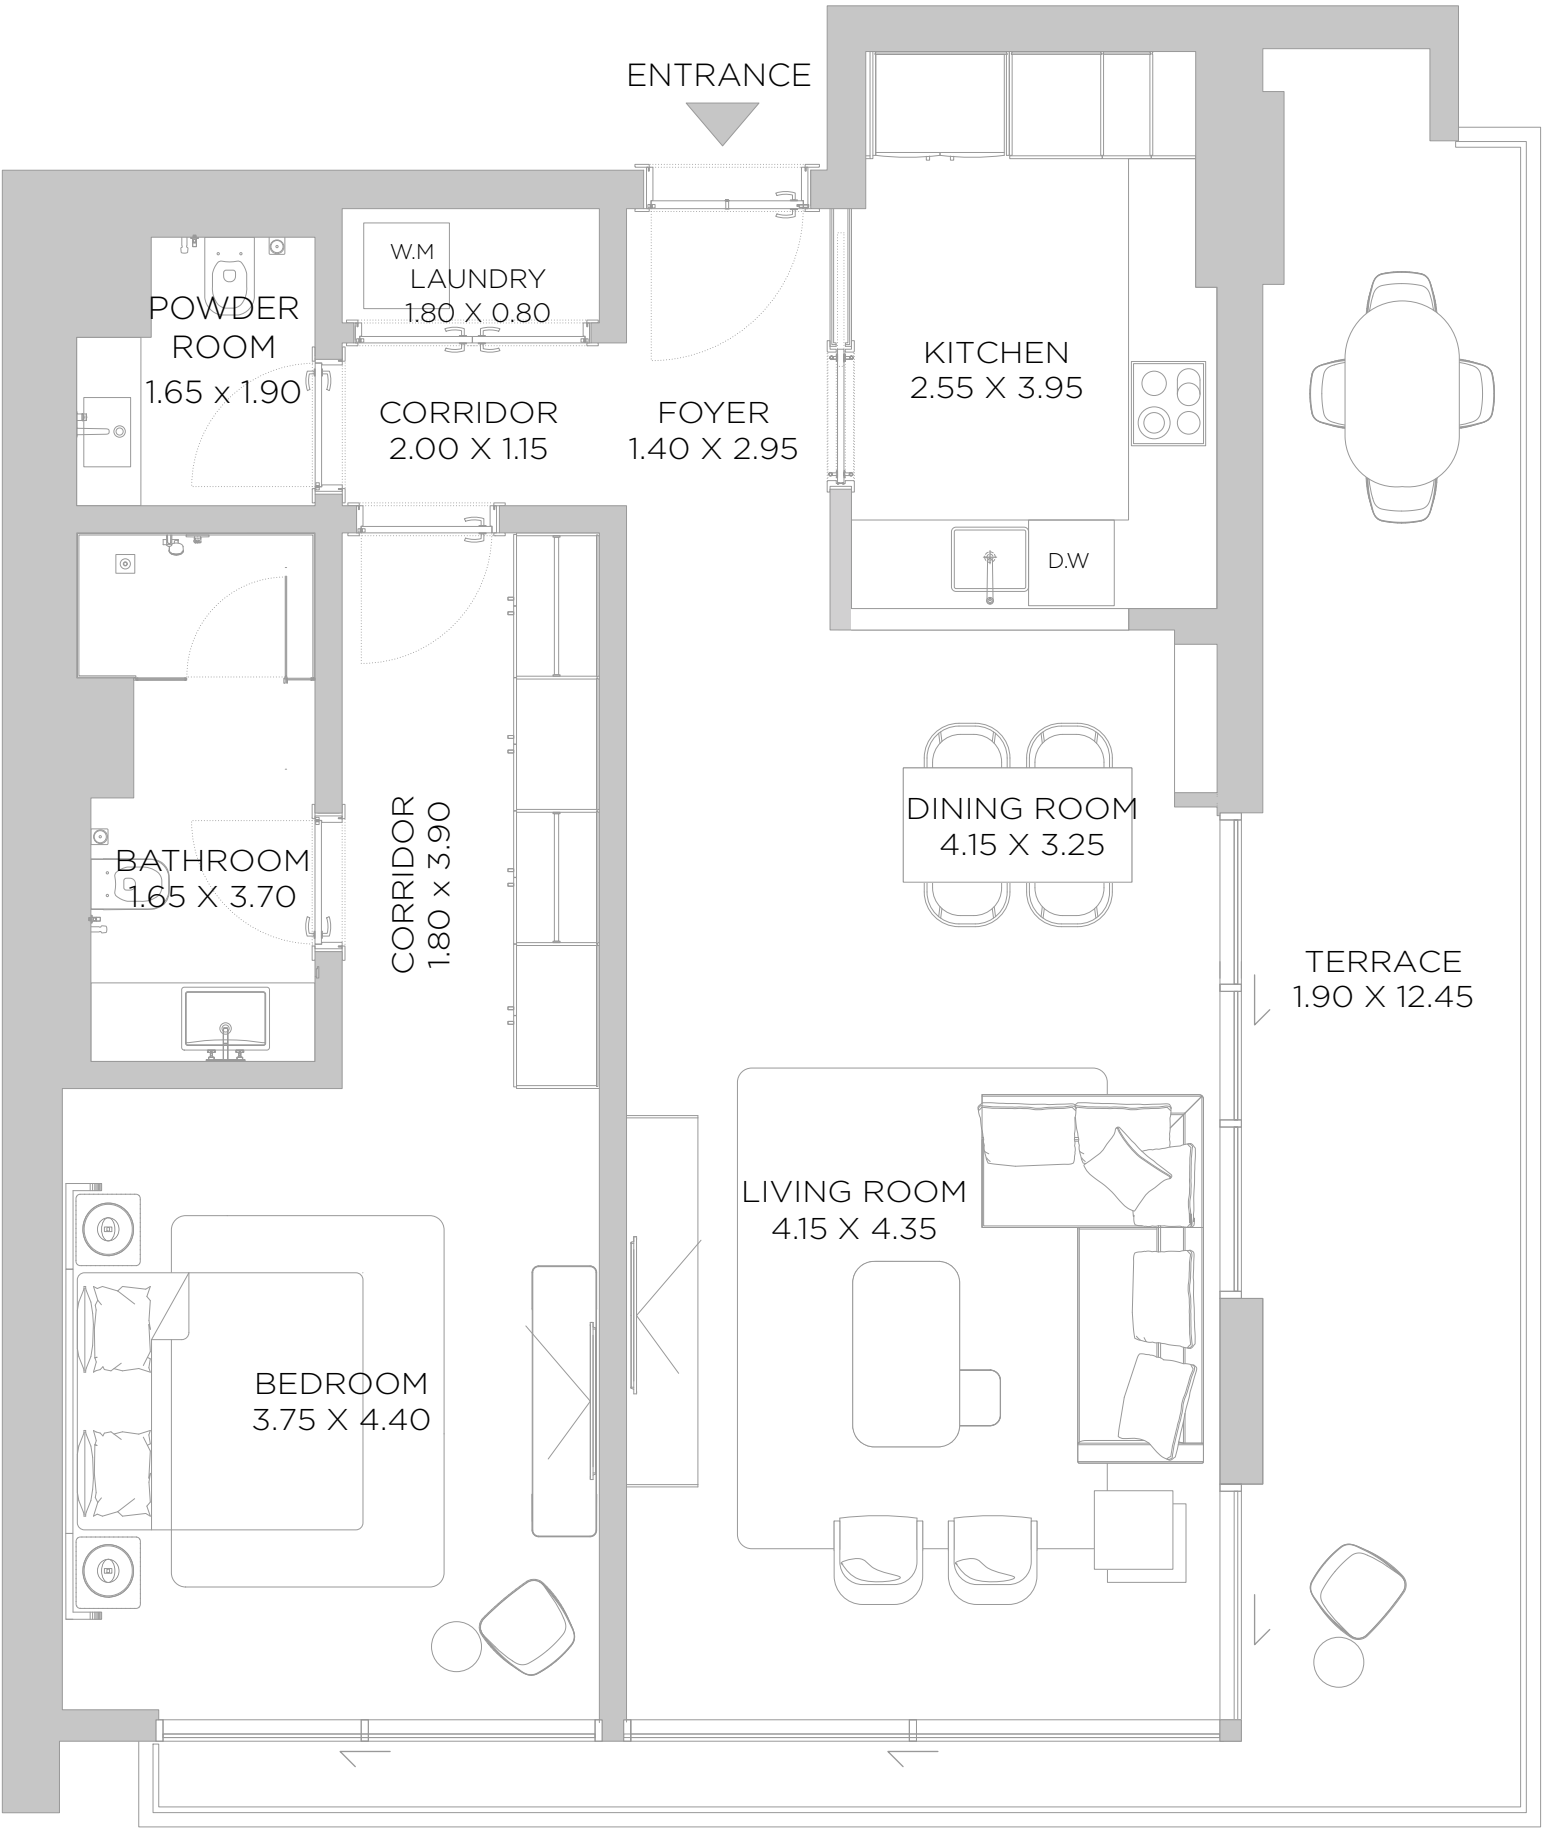 ENTRANCE
W.M
LAUNDRY
1.80 X 0.80
POWDER
ROOM
1.65 x 1.90
CORRIDOR
2.00 X 1.15
FOYER
1.40 X 2.95
KITCHEN
2.55 X 3.95
D.W
DINING ROOM
4.15 X 3.25
BATHROOM
1.65 X 3.70
CORRIDOR
1.80 x 3.90
TERRACE
1.90 X 12.45
LIVING ROOM
4.15 X 4.35
BEDROOM
3.75 X 4.40